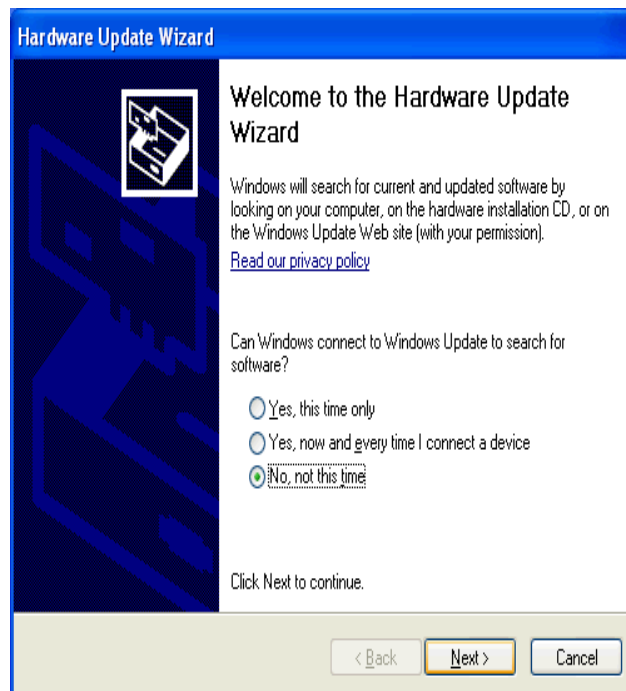 Hardware Update Wizard
Welcome to the Hardware Update
Wizard
Windows will search for current and updated software by
looking on your computer, on the hardware installation CD, or on
the Windows Update Web site (with your permission).
Read our privacy policy
Can Windows connect to Windows Update to search for
software?
Yes, this time only
Yes, now and every time I connect a device
No, not this time
Click Next to continue.
< Back Next > Cancel